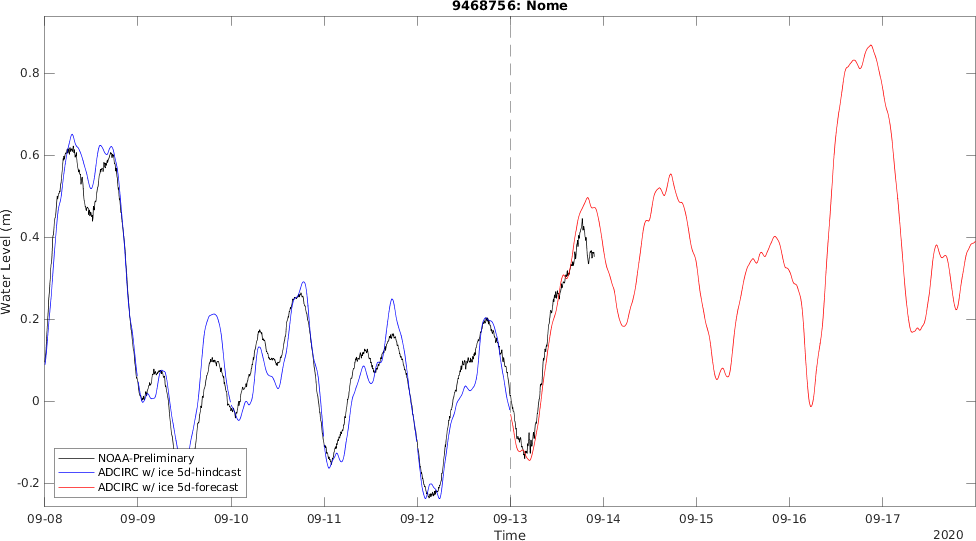 9468756: Nome
Water Level (m)
0.8
0.6
0.4
0.2
0
-0.2
NOAA-Preliminary
ADCIRC w/ ice 5d-hindcast
ADCIRC w/ ice 5d-forecast
09-08 09-09 09-10 09-11 09-12 09-13 09-14 09-15 09-16 09-17
Time
2020